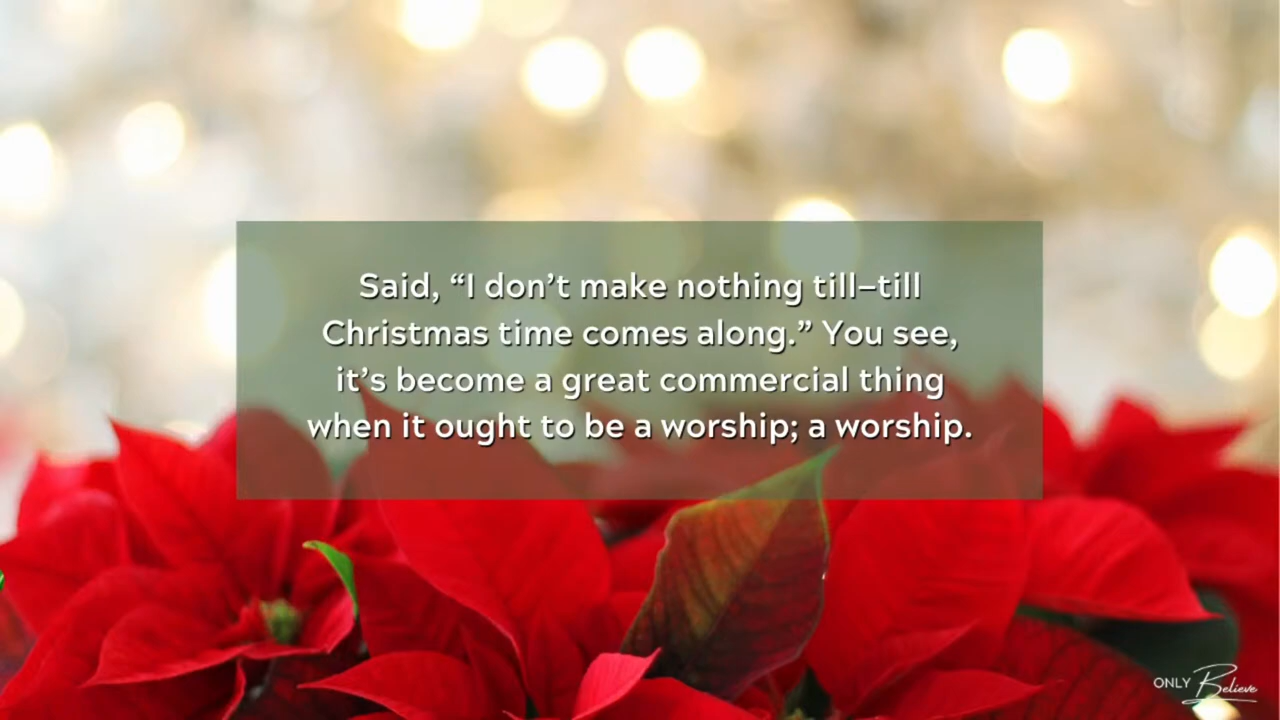 Said, “I don’t make nothing till–till
Christmas time comes along.” You see,
it’s become a great commercial thing
when it ought to be a worship; a worship.
ONLY Believe